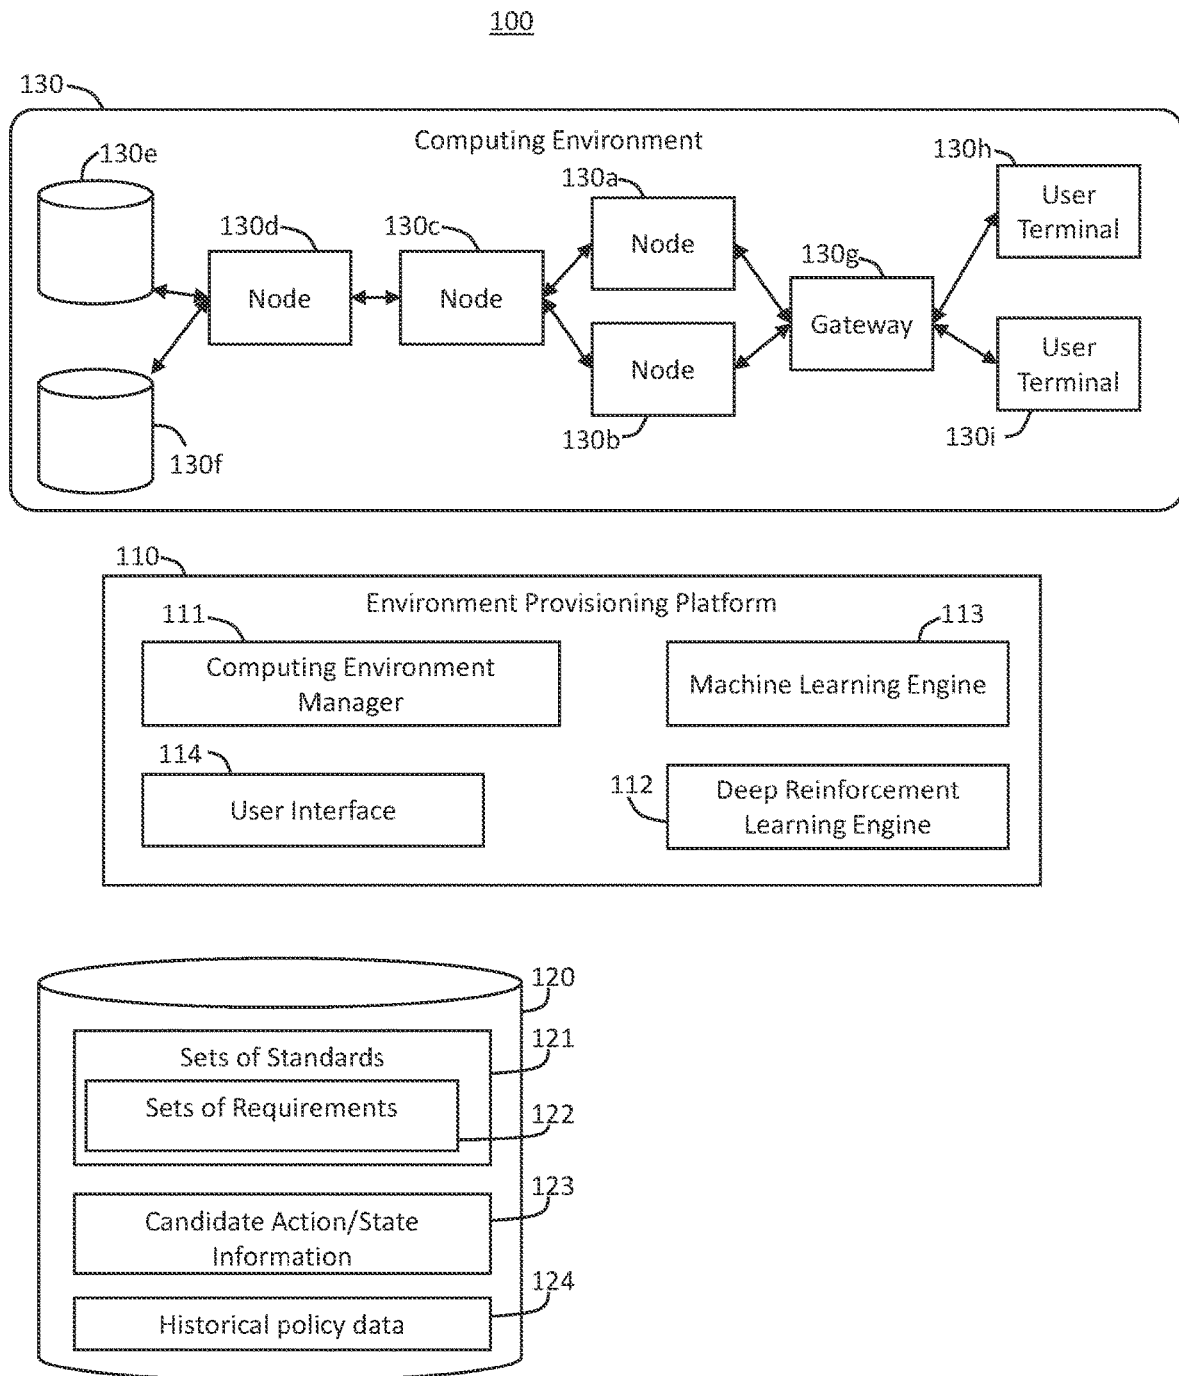 100
130
Computing Environment
130e
130a
130h
User
Terminal
130d
130c
Node
130g
Node
Node
Gateway
Node
User
Terminal
130b
130i
130f
110
Environment Provisioning Platform
111
113
Computing Environment
Manager
Machine Learning Engine
114
112
User Interface
Deep Reinforcement
Learning Engine
120
121
Sets of Standards
Sets of Requirements
122
123
Candidate Action/State
Information
124
Historical policy data